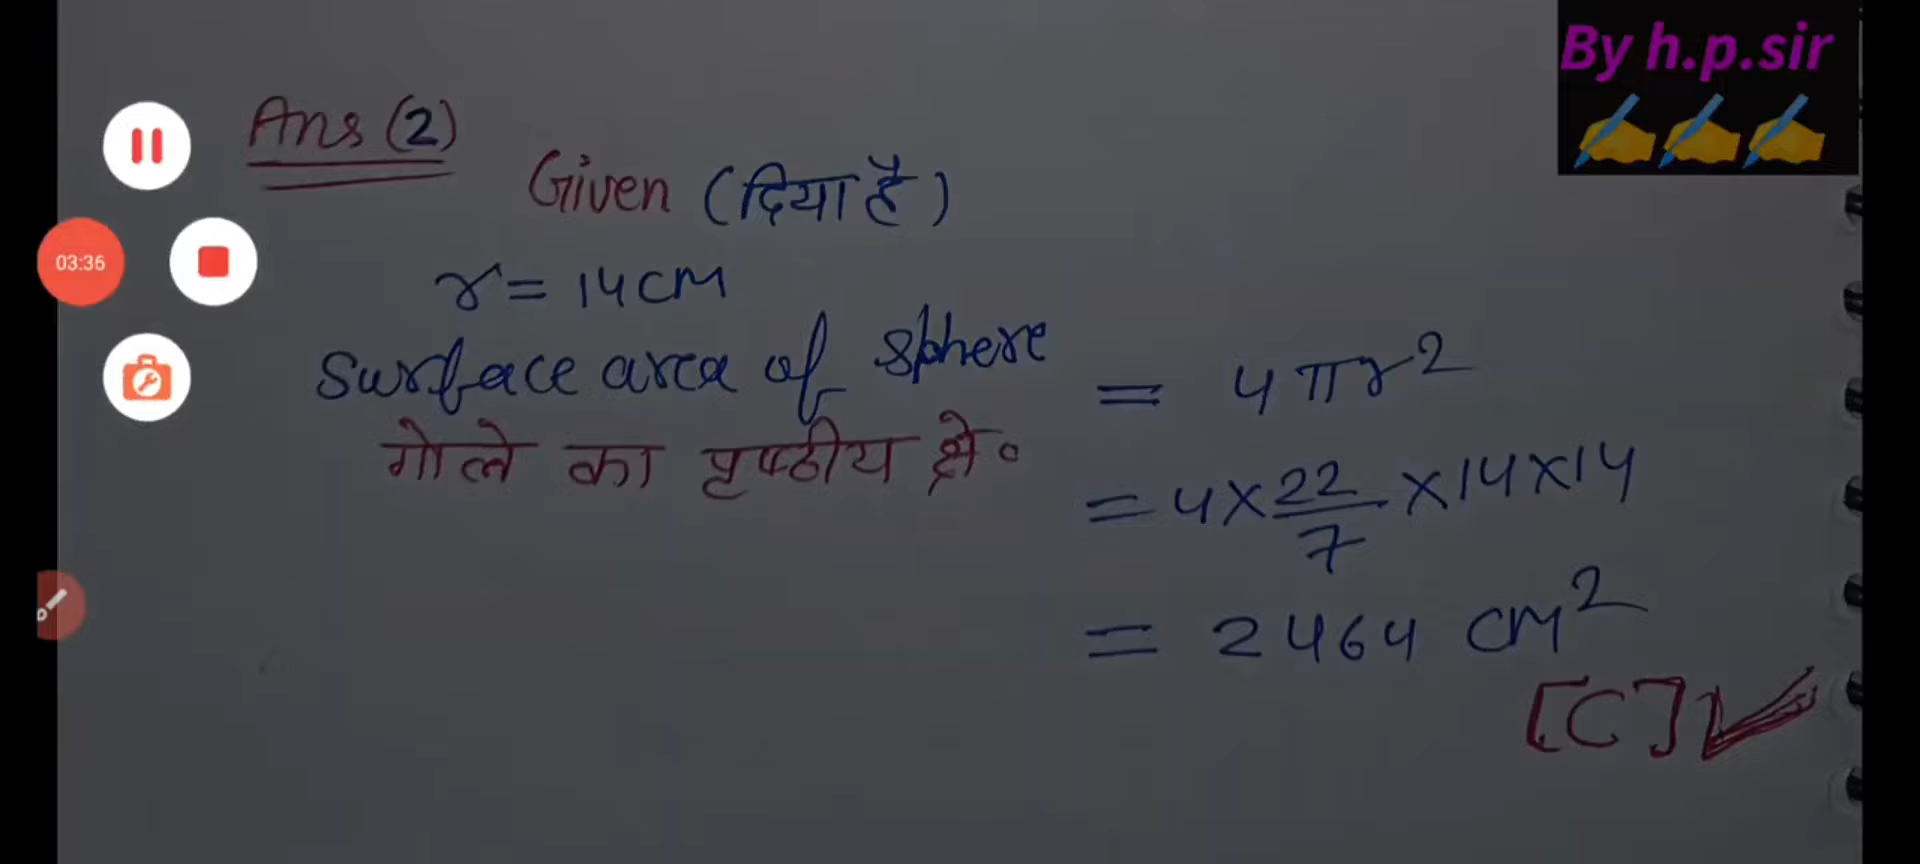 By h.p.sir
Ans (2)
Given (दिया है)
03:36
r = 14 CM
Surface area of sphere = 4πr²
गोले का पृष्ठीय क्षे॰
= 4×22/7 ×14×14
= 2464 CM²
[C]